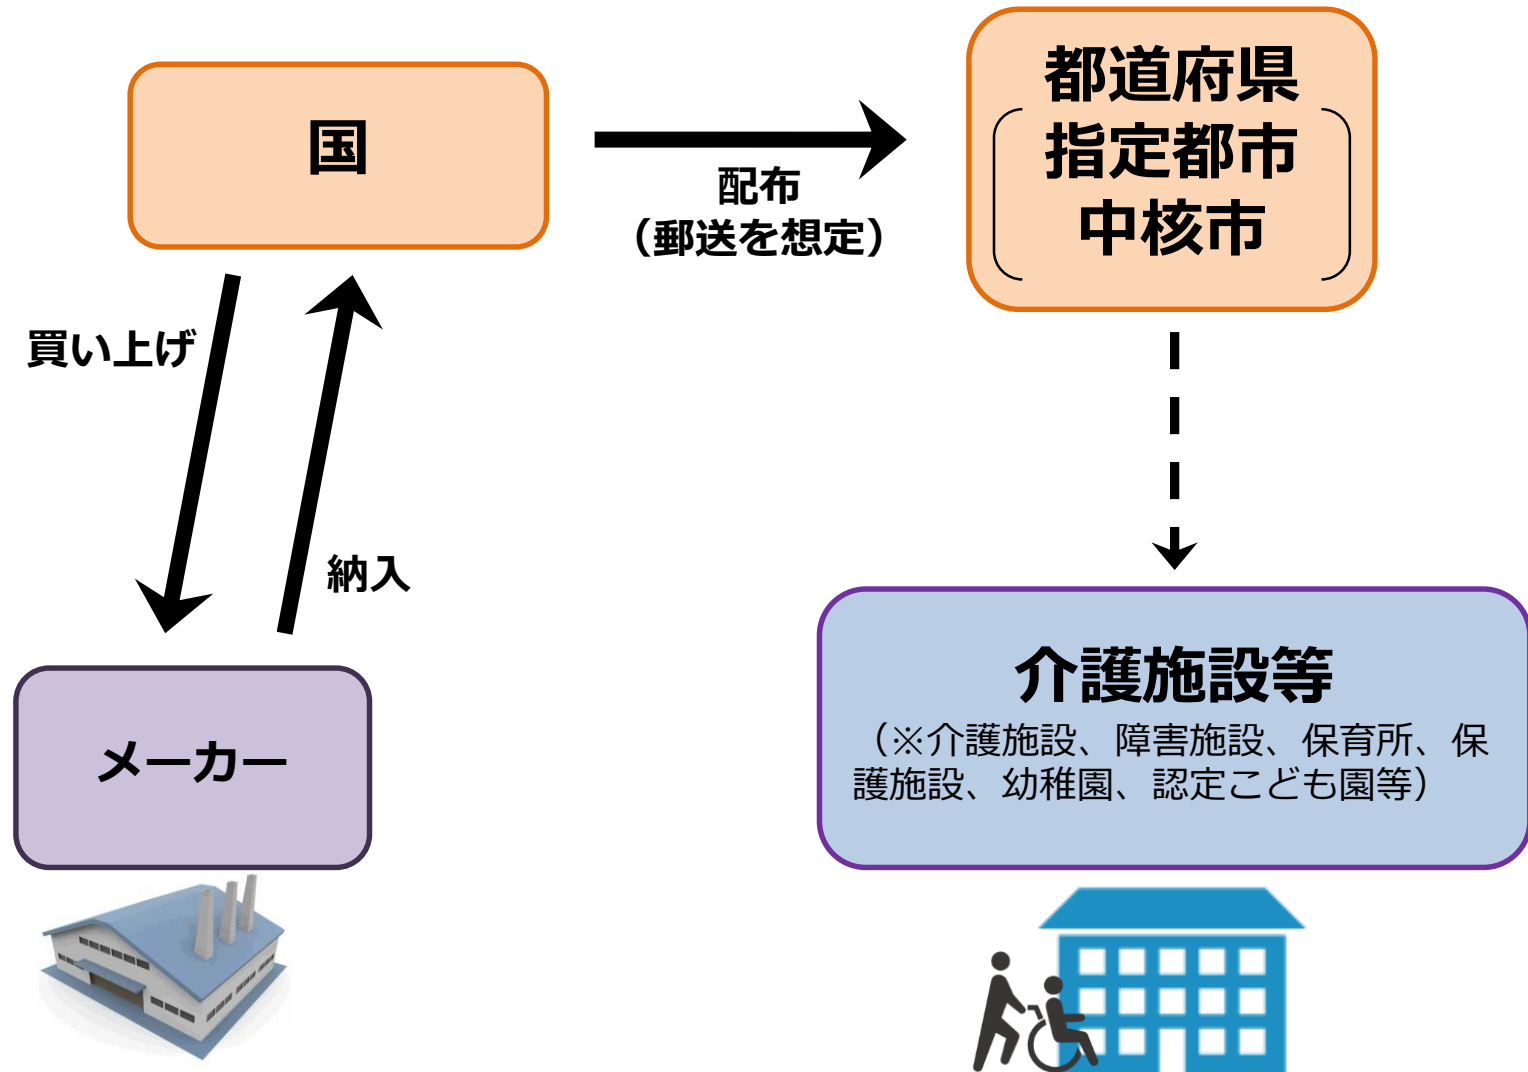 国
配布
（郵送を想定）
都道府県
指定都市
中核市
買い上げ
納入
メーカー
介護施設等
（※介護施設、障害施設、保育所、保
護施設、幼稚園、認定こども園等）